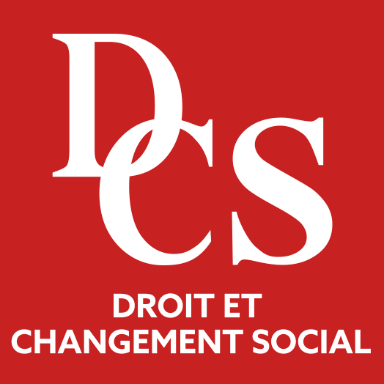 DCS
DROIT ET
CHANGEMENT SOCIAL